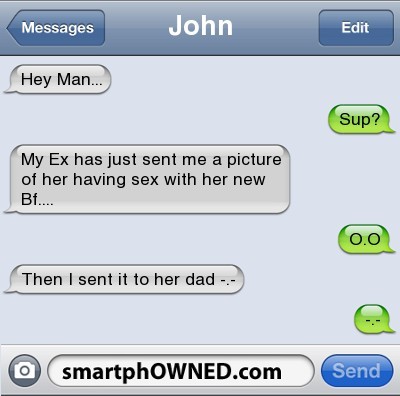 Messages
John
Edit
Hey Man...
Sup?
My Ex has just sent me a picture
of her having sex with her new
Bf....
O.O
Then I sent it to her dad -.-
-.-
smartphOWNED.com
Send